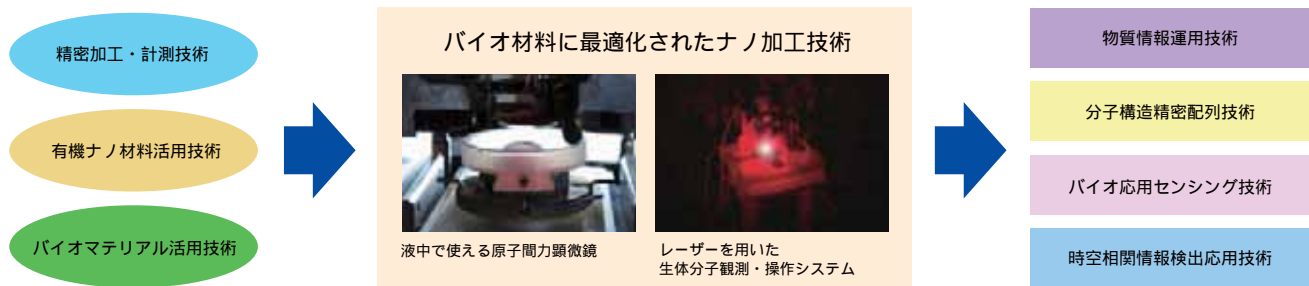 精密加工・計測技術
有機ナノ材料活用技術
バイオマテリアル活用技術
バイオ材料に最適化されたナノ加工技術
液中で使える原子間力顕微鏡
レーザーを用いた
生体分子観測・操作システム
物質情報運用技術
分子構造精密配列技術
バイオ応用センシング技術
時空相関情報検出応用技術